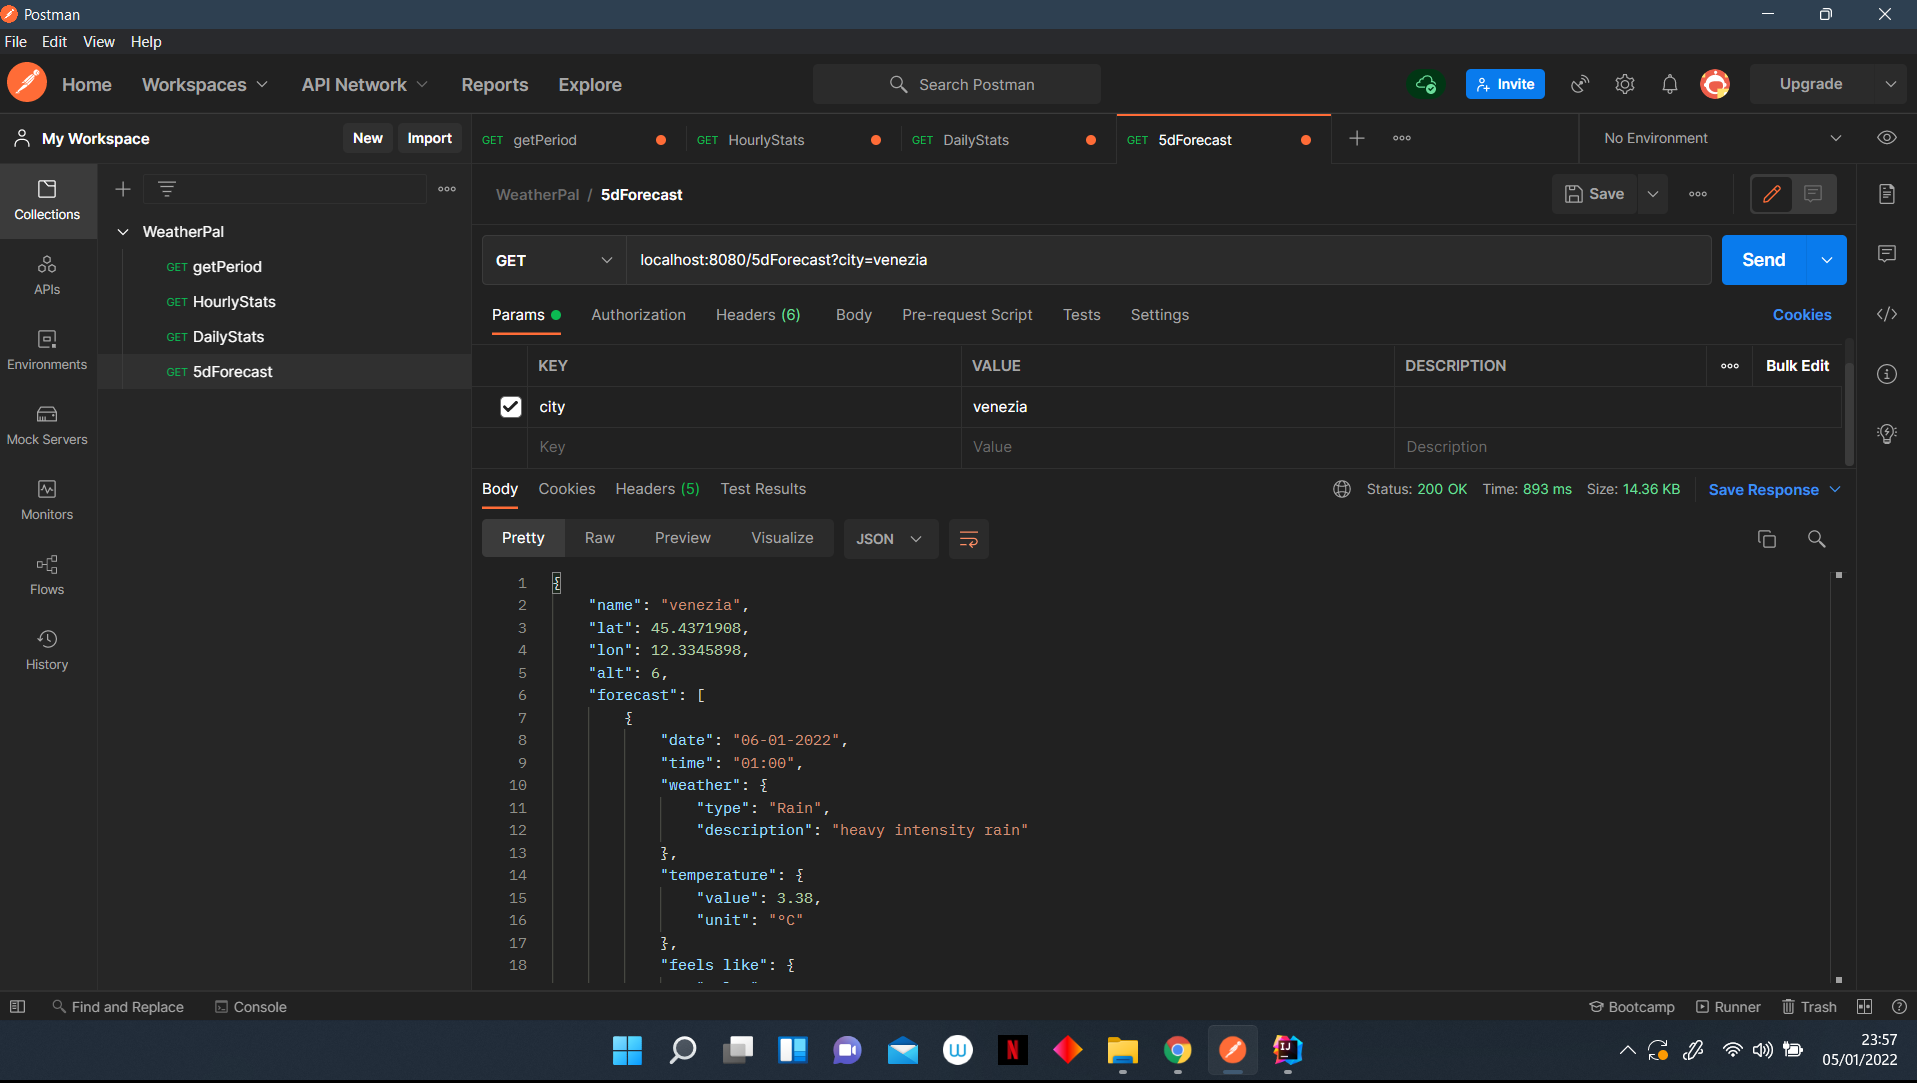 Postman
File Edit View Help
Home Workspaces API Network Reports Explore Search Postman Invite Upgrade
My Workspace New Import
GET getPeriod GET HourlyStats GET DailyStats GET 5dForecast No Environment
Collections
APIs
Environments
Mock Servers
Monitors
Flows
History
WeatherPal
GET getPeriod
GET HourlyStats
GET DailyStats
GET 5dForecast
WeatherPal / 5dForecast Save
GET localhost:8080/5dForecast?city=venezia Send
Params Authorization Headers (6) Body Pre-request Script Tests Settings Cookies
KEY VALUE DESCRIPTION Bulk Edit
city venezia
Key Value Description
Body Cookies Headers (5) Test Results Status: 200 OK Time: 893 ms Size: 14.36 KB Save Response
Pretty Raw Preview Visualize JSON
1 {
2 "name": "venezia",
3 "lat": 45.4371908,
4 "lon": 12.3345898,
5 "alt": 6,
6 "forecast": [
7 {
8 "date": "06-01-2022",
9 "time": "01:00",
10 "weather": {
11 "type": "Rain",
12 "description": "heavy intensity rain"
13 },
14 "temperature": {
15 "value": 3.38,
16 "unit": "°C"
17 },
18 "feels like": {
Find and Replace Console Bootcamp Runner Trash
23:57
05/01/2022